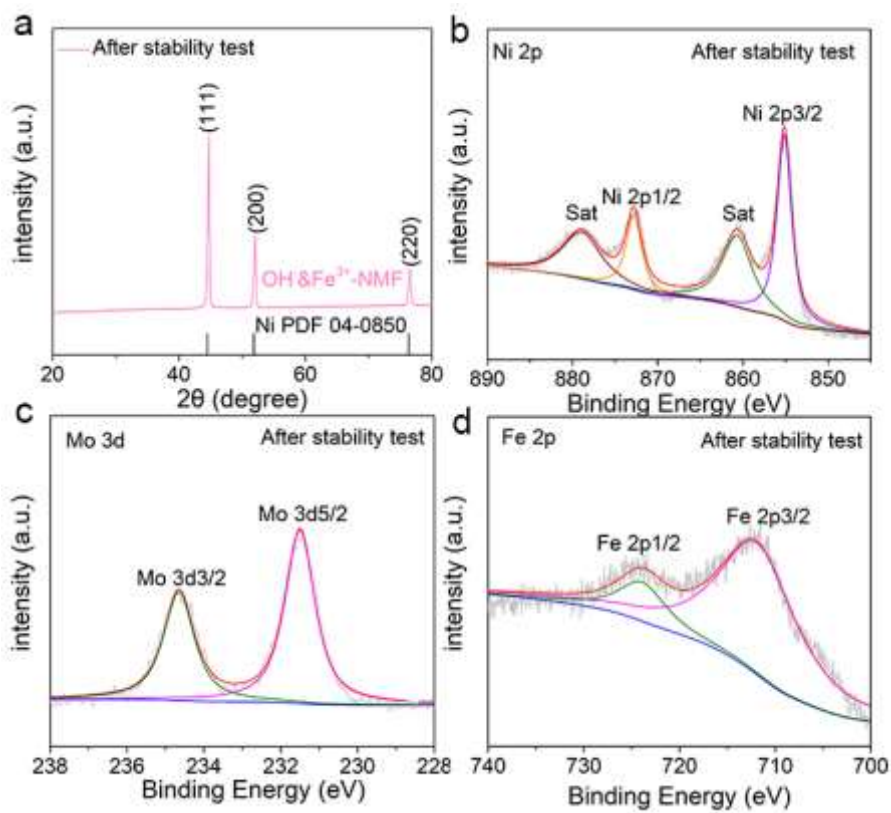 a
After stability test
(111)
(200)
(220)
OH &Fe³⁺-NMF
Ni PDF 04-0850
intensity (a.u.)
20 40 60 80
2θ (degree)
b
Ni 2p
After stability test
Ni 2p3/2
Ni 2p1/2
Sat
Sat
intensity (a.u.)
890 880 870 860 850
Binding Energy (eV)
c
Mo 3d
After stability test
Mo 3d5/2
Mo 3d3/2
intensity (a.u.)
238 236 234 232 230 228
Binding Energy (eV)
d
Fe 2p
After stability test
Fe 2p3/2
Fe 2p1/2
intensity (a.u.)
740 730 720 710 700
Binding Energy (eV)